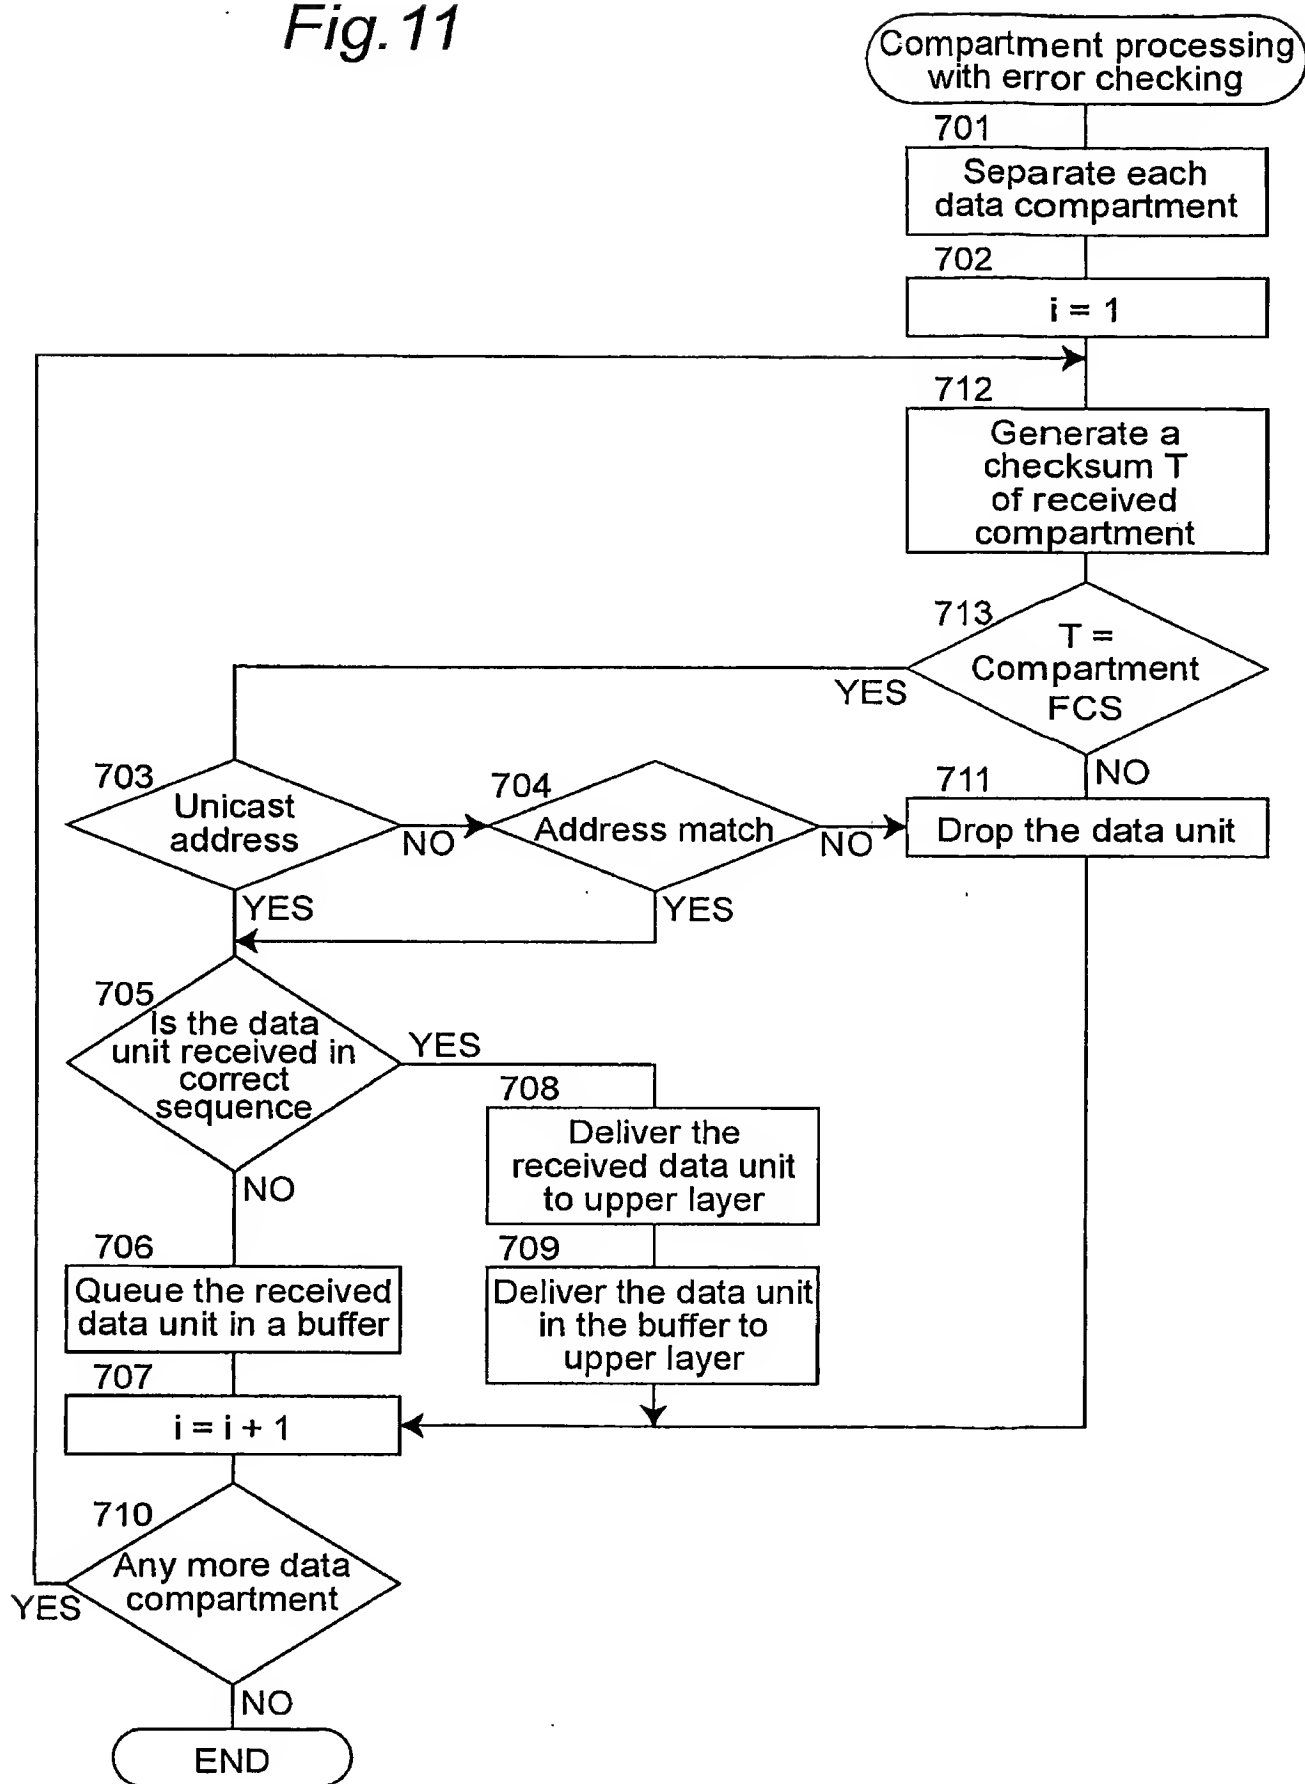 Fig.11
Compartment processing
with error checking
701
Separate each
data compartment
702
i = 1
712
Generate a
checksum T
of received
compartment
713
T =
Compartment
FCS
YES
NO
703
Unicast
address
NO
YES
704
Address match
NO
YES
711
Drop the data unit
705
Is the data
unit received in
correct
sequence
YES
NO
708
Deliver the
received data unit
to upper layer
706
Queue the received
data unit in a buffer
709
Deliver the data unit
in the buffer to
upper layer
707
i = i + 1
710
Any more data
compartment
YES
NO
END